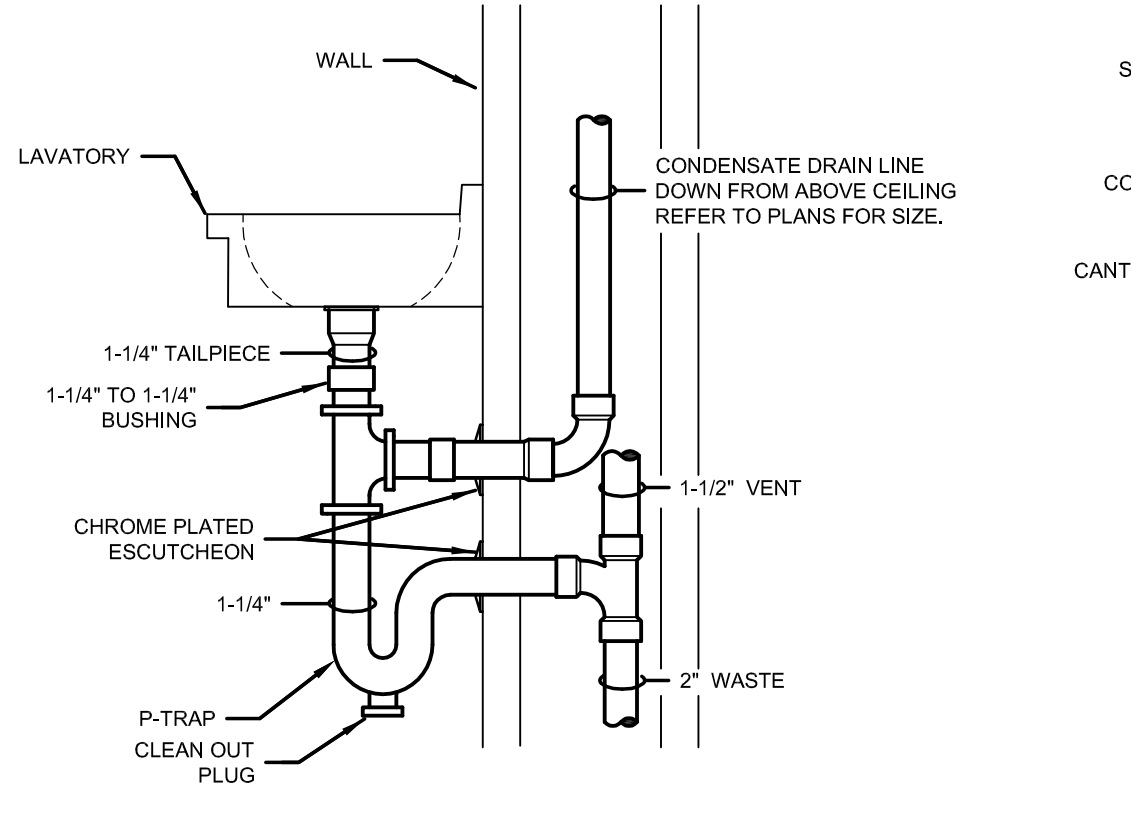 WALL
S
LAVATORY
CONDENSATE DRAIN LINE
DOWN FROM ABOVE CEILING
REFER TO PLANS FOR SIZE.
CO
CANT
1-1/4" TAILPIECE
1-1/4" TO 1-1/4"
BUSHING
1-1/2" VENT
CHROME PLATED
ESCUTCHEON
1-1/4"
2" WASTE
P-TRAP
CLEAN OUT
PLUG